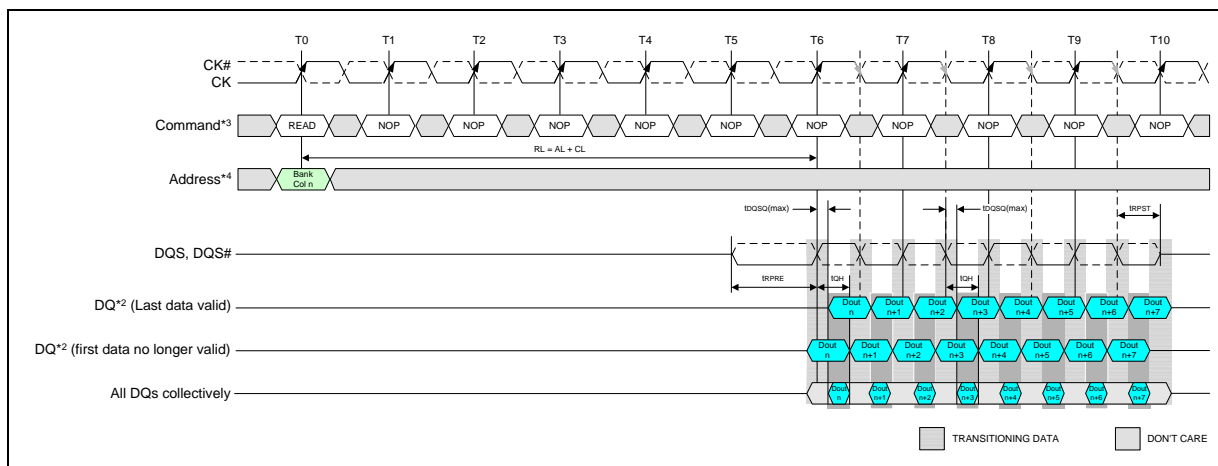 T0 T1 T2 T3 T4 T5 T6 T7 T8 T9 T10
CK#
CK
Command*3 READ NOP NOP NOP NOP NOP NOP NOP NOP NOP NOP
RL = AL + CL
Address*4 Bank
Col n
tDQSQ(max) tDQSQ(max) tRPST
DQS, DQS#
tRPRE tQH tQH
DQ*2 (Last data valid) Dout
n Dout
n+1 Dout
n+2 Dout
n+3 Dout
n+4 Dout
n+5 Dout
n+6 Dout
n+7
DQ*2 (first data no longer valid) Dout
n Dout
n+1 Dout
n+2 Dout
n+3 Dout
n+4 Dout
n+5 Dout
n+6 Dout
n+7
All DQs collectively Dout
n Dout
n+1 Dout
n+2 Dout
n+3 Dout
n+4 Dout
n+5 Dout
n+6 Dout
n+7
TRANSITIONING DATA DON'T CARE